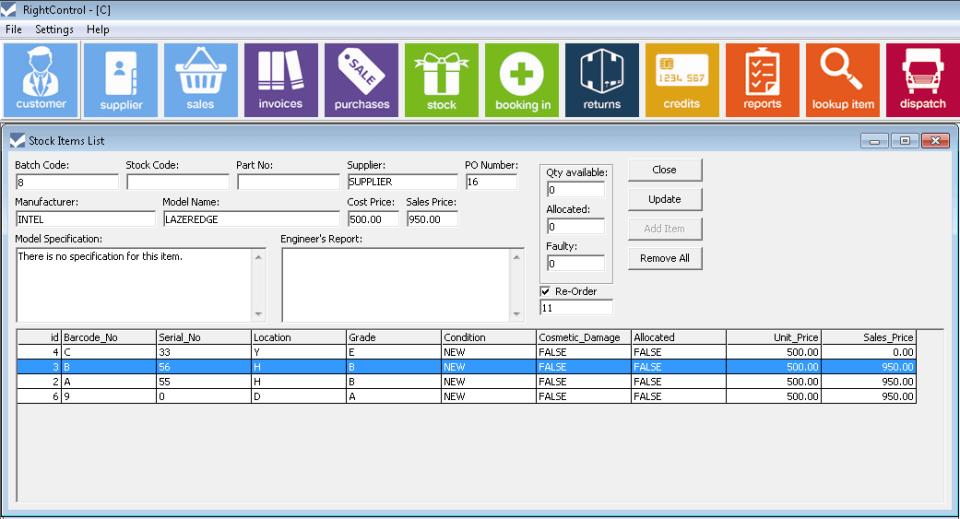 RightControl - [C]
File Settings Help
customer supplier sales invoices SALE purchases stock booking in returns 1234 567 credits reports lookup item dispatch
Stock Items List
Batch Code: Stock Code: Part No: Supplier: PO Number: Qty available: Close
8 SUPPLIER 16 0
Manufacturer: Model Name: Cost Price: Sales Price: Allocated: Update
INTEL LAZEREDGE 500.00 950.00 0 Add Item
Model Specification: Engineer's Report: Faulty: Remove All
There is no specification for this item. 0
Re-Order
11
id Barcode_No Serial_No Location Grade Condition Cosmetic_Damage Allocated Unit_Price Sales_Price
4 C 33 Y E NEW FALSE FALSE 500.00 0.00
3 B 56 H B NEW FALSE FALSE 500.00 950.00
2 A 55 H B NEW FALSE FALSE 500.00 950.00
6 9 0 D A NEW FALSE FALSE 500.00 950.00